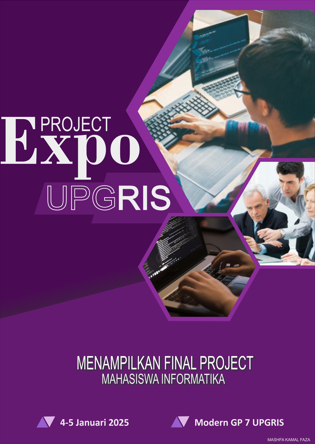 PROJECT
Expo
UPGRIS
MENAMPILKAN FINAL PROJECT
MAHASISWA INFORMATIKA
4-5 Januari 2025
Modern GP 7 UPGRIS
MASHFA KAMAL FAZA